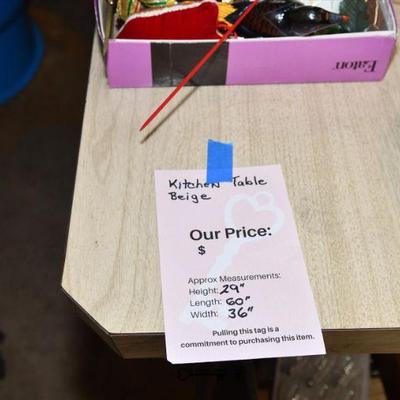 Eaton
Kitchen Table
Beige
Our Price:
$
Approx Measurements:
Height: 29"
Length: 60"
Width: 36"
Pulling this tag is a
commitment to purchasing this item.